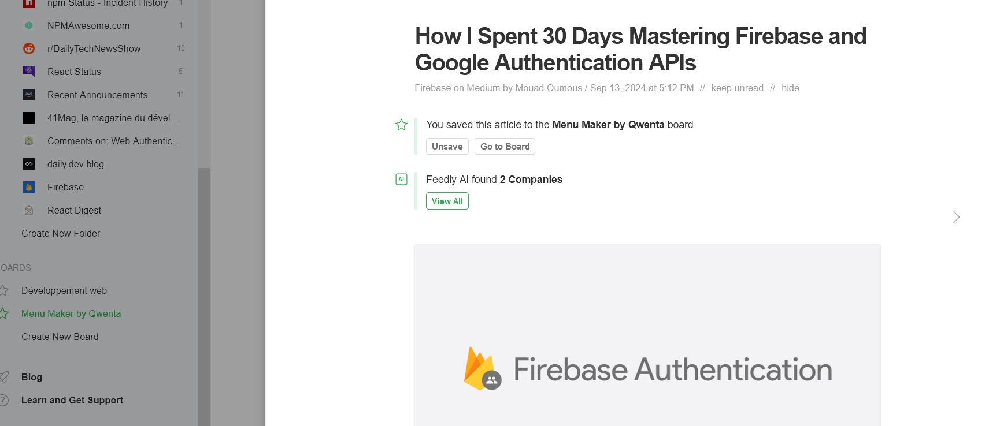 npm Status - Incident History 1
NPMAwesome.com 1
r/DailyTechNewsShow 10
React Status 5
aws Recent Announcements 11
41Mag, le magazine du dével...
Comments on: Web Authentic...
daily.dev blog
Firebase
React Digest
Create New Folder
OARDS
Développement web
Menu Maker by Qwenta
Create New Board
Blog
? Learn and Get Support
How I Spent 30 Days Mastering Firebase and
Google Authentication APIs
Firebase on Medium by Mouad Oumous / Sep 13, 2024 at 5:12 PM // keep unread // hide
You saved this article to the Menu Maker by Qwenta board
Unsave Go to Board
AI Feedly AI found 2 Companies
View All
Firebase Authentication